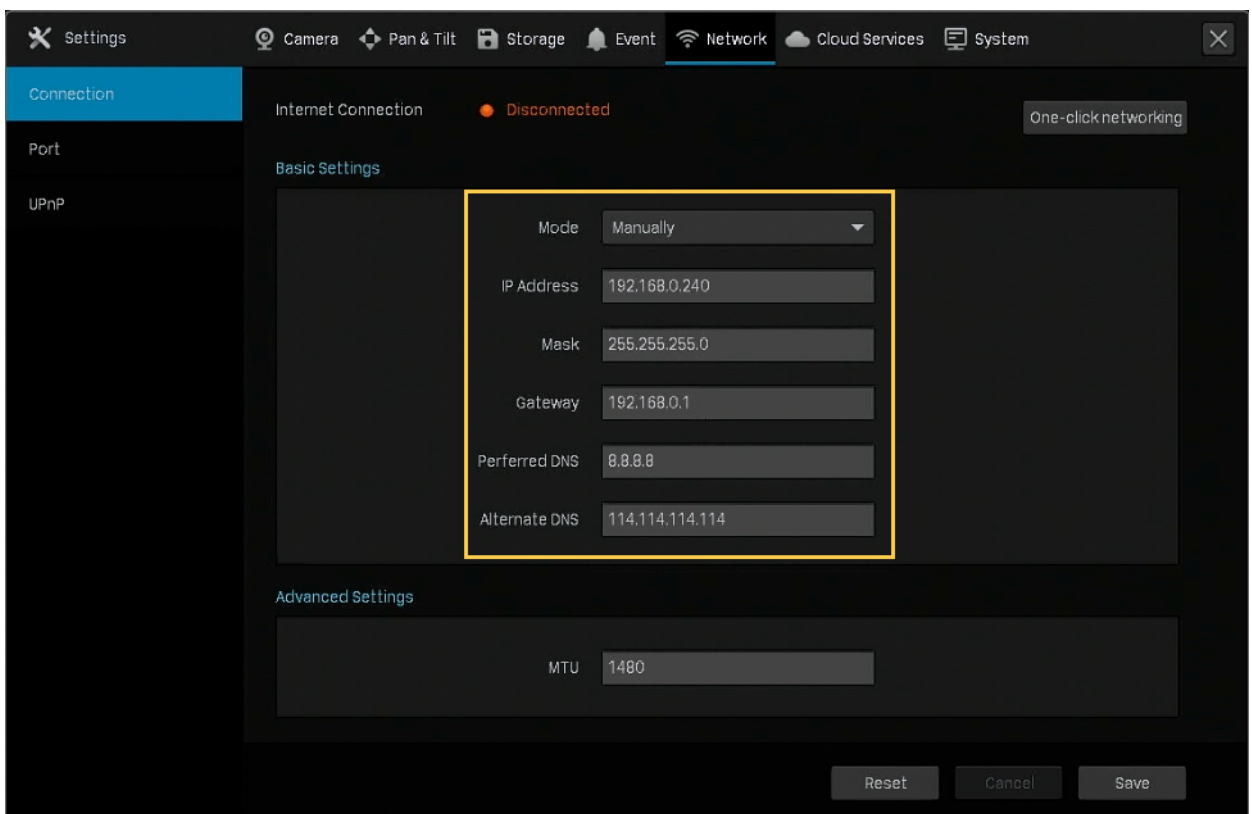 Settings
Camera Pan & Tilt Storage Event Network Cloud Services System
Connection
Port
UPnP
Internet Connection Disconnected
One-click networking
Basic Settings
Mode Manually
IP Address 192.168.0.240
Mask 255.255.255.0
Gateway 192.168.0.1
Perferred DNS 8.8.8.8
Alternate DNS 114.114.114.114
Advanced Settings
MTU 1480
Reset Cancel Save